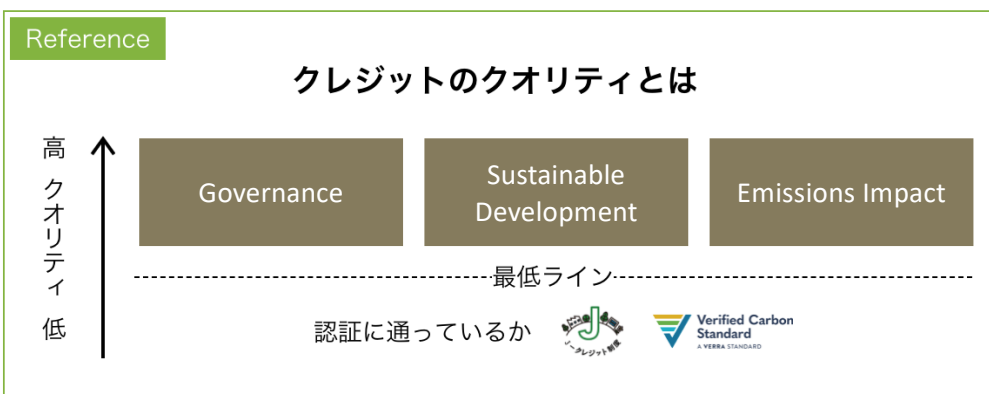 Reference
クレジットのクオリティとは
高 クオリティ 低
Governance
Sustainable
Development
Emissions Impact
最低ライン
認証に通っているか
J-クレジット制度
Verified Carbon
Standard
A VERRA STANDARD